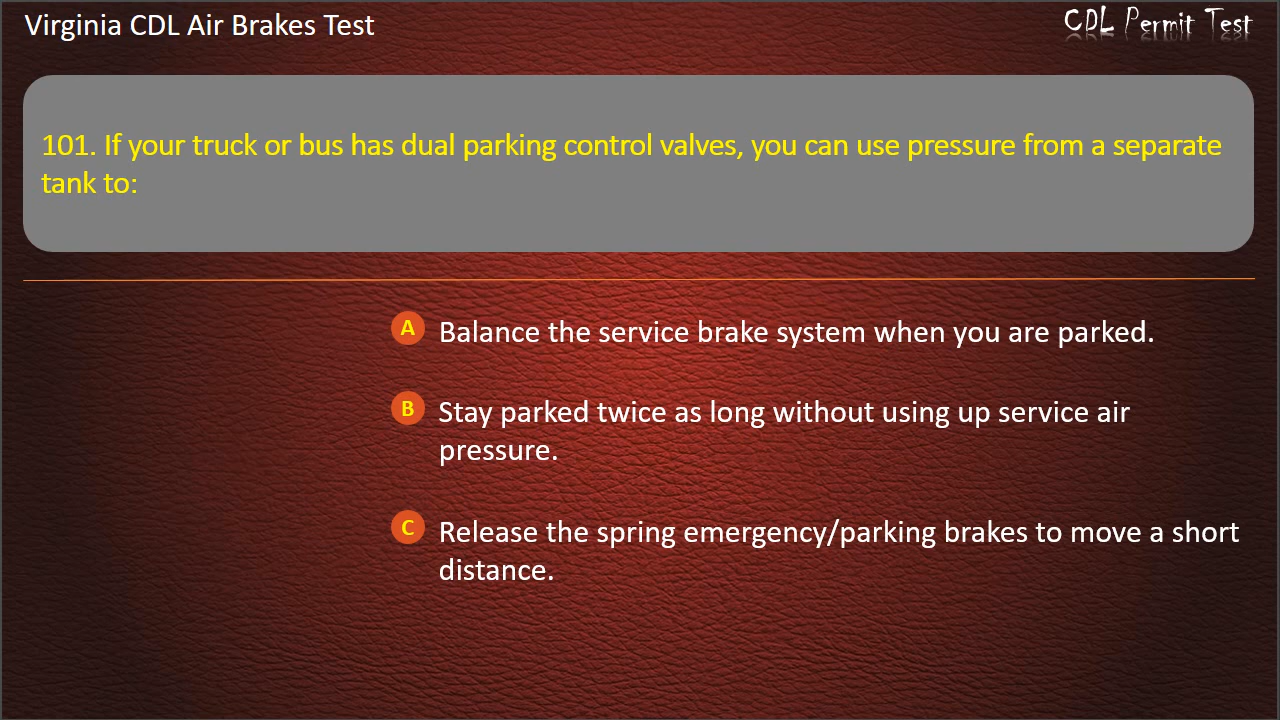 Virginia CDL Air Brakes Test
CDL Permit Test
101. If your truck or bus has dual parking control valves, you can use pressure from a separate
tank to:
A Balance the service brake system when you are parked.
B Stay parked twice as long without using up service air
pressure.
C Release the spring emergency/parking brakes to move a short
distance.